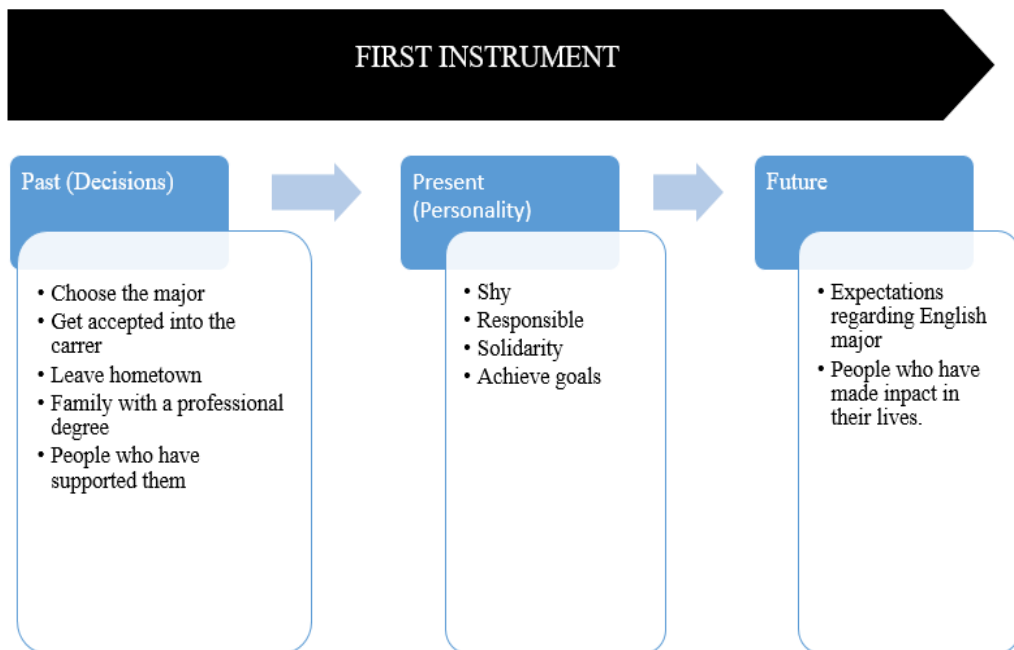 FIRST INSTRUMENT
Past (Decisions)
• Choose the major
• Get accepted into the
carrer
• Leave hometown
• Family with a professional
degree
• People who have
supported them
Present
(Personality)
• Shy
• Responsible
• Solidarity
• Achieve goals
Future
• Expectations
regarding English
major
• People who have
made inpact in
their lives.